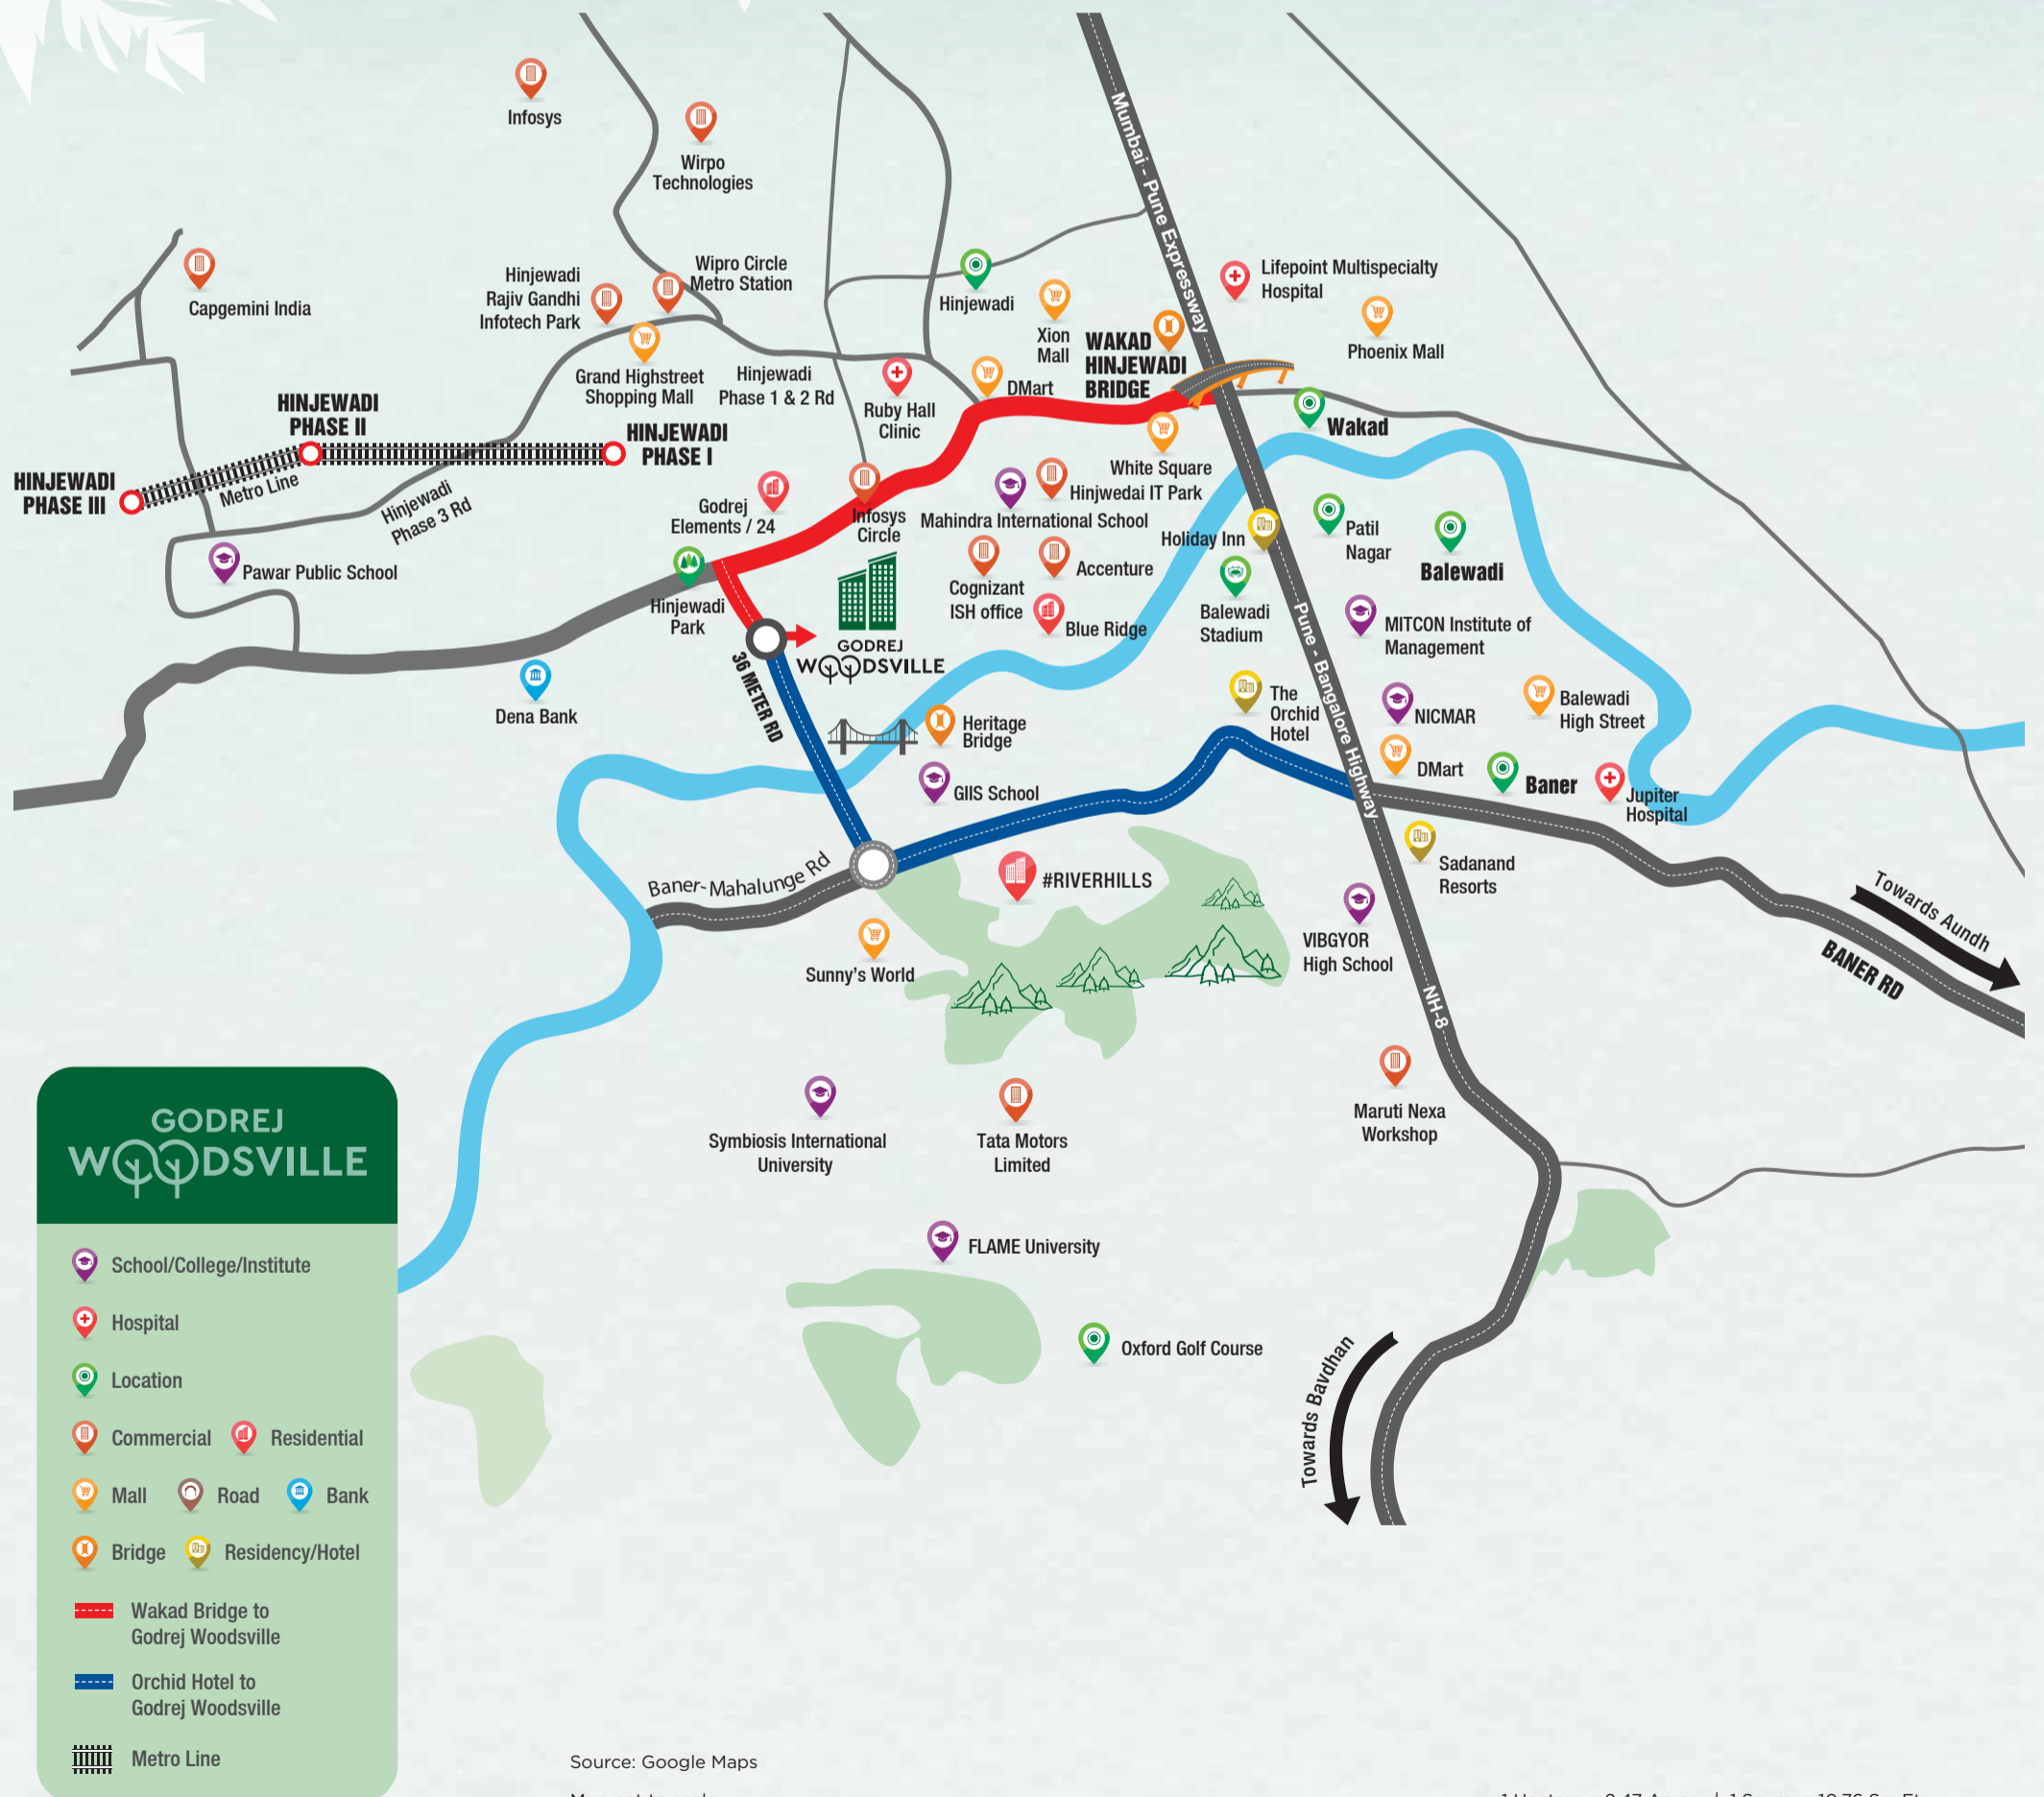 Infosys
Wirpo
Technologies
Mumbai - Pune Expressway
Capgemini India
Hinjewadi
Rajiv Gandhi
Infotech Park
Wipro Circle
Metro Station
Hinjewadi
Xion
Mall
Lifepoint Multispecialty
Hospital
Phoenix Mall
WAKAD
HINJEWADI
BRIDGE
Grand Highstreet
Shopping Mall
Hinjewadi
Phase 1 & 2 Rd
Ruby Hall
Clinic
DMart
Wakad
HINJEWADI
PHASE II
HINJEWADI
PHASE I
HINJEWADI
PHASE III
Metro Line
Hinjewadi
Phase 3 Rd
White Square
Hinjwedai IT Park
Mahindra International School
Godrej
Elements / 24
Infosys
Circle
Holiday Inn
Patil
Nagar
Balewadi
Pawar Public School
Cognizant
ISH office
Accenture
Blue Ridge
Balewadi
Stadium
Hinjewadi
Park
GODREJ
WOODSVILLE
36 METER RD
MITCON Institute of
Management
Pune - Bangalore Highway
Dena Bank
Heritage
Bridge
The
Orchid
Hotel
NICMAR
Balewadi
High Street
DMart
Baner
Jupiter
Hospital
GIIS School
Baner-Mahalunge Rd
#RIVERHILLS
Sadanand
Resorts
Towards Aundh
BANER RD
VIBGYOR
High School
Sunny's World
NH-8
Symbiosis International
University
Tata Motors
Limited
Maruti Nexa
Workshop
FLAME University
Oxford Golf Course
Towards Bavdhan
GODREJ
WOODSVILLE
School/College/Institute
Hospital
Location
Commercial Residential
Mall Road Bank
Bridge Residency/Hotel
Wakad Bridge to
Godrej Woodsville
Orchid Hotel to
Godrej Woodsville
Metro Line
Source: Google Maps